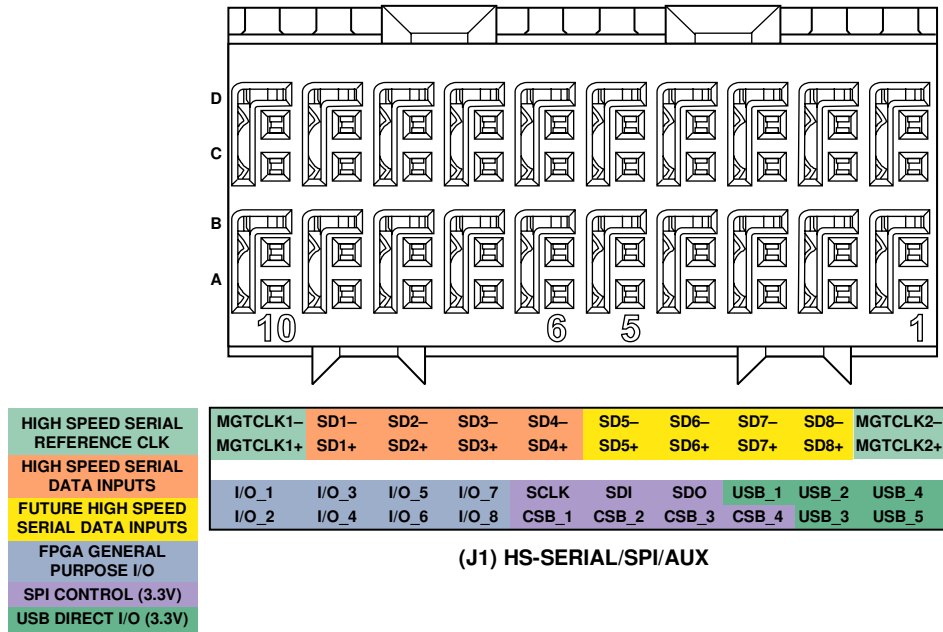 D
C
B
A
10 6 5 1
HIGH SPEED SERIAL
REFERENCE CLK
HIGH SPEED SERIAL
DATA INPUTS
FUTURE HIGH SPEED
SERIAL DATA INPUTS
FPGA GENERAL
PURPOSE I/O
SPI CONTROL (3.3V)
USB DIRECT I/O (3.3V)
MGTCLK1– SD1– SD2– SD3– SD4– SD5– SD6– SD7– SD8– MGTCLK2–
MGTCLK1+ SD1+ SD2+ SD3+ SD4+ SD5+ SD6+ SD7+ SD8+ MGTCLK2+
I/O_1 I/O_3 I/O_5 I/O_7 SCLK SDI SDO USB_1 USB_2 USB_4
I/O_2 I/O_4 I/O_6 I/O_8 CSB_1 CSB_2 CSB_3 CSB_4 USB_3 USB_5
(J1) HS-SERIAL/SPI/AUX